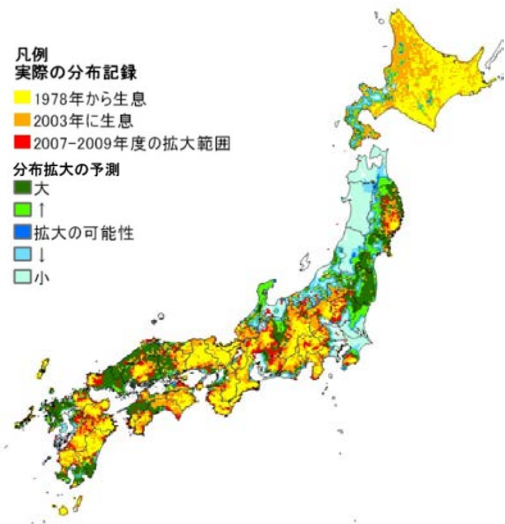 凡例
実際の分布記録
1978年から生息
2003年に生息
2007-2009年度の拡大範囲
分布拡大の予測
大
↑
拡大の可能性
↓
小